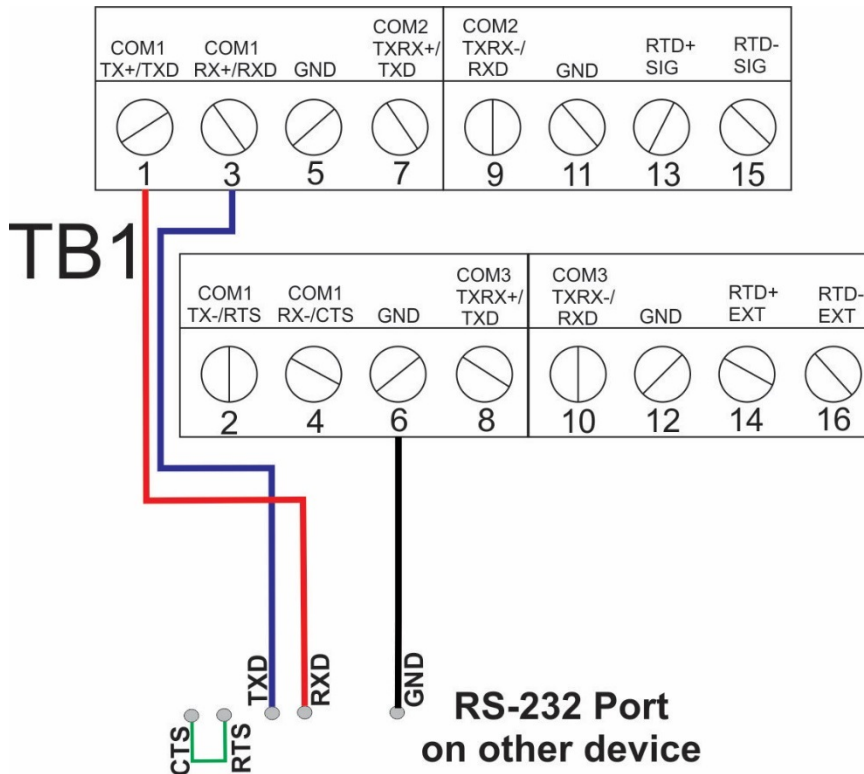 COM1 TX+/TXD
COM1 RX+/RXD
GND
COM2 TXRX+/ TXD
COM2 TXRX-/ RXD
GND
RTD+ SIG
RTD- SIG
1 3 5 7 9 11 13 15
TB1
COM1 TX-/RTS
COM1 RX-/CTS
GND
COM3 TXRX+/ TXD
COM3 TXRX-/ RXD
GND
RTD+ EXT
RTD- EXT
2 4 6 8 10 12 14 16
CTS
RTS
TXD
RXD
GND
RS-232 Port
on other device